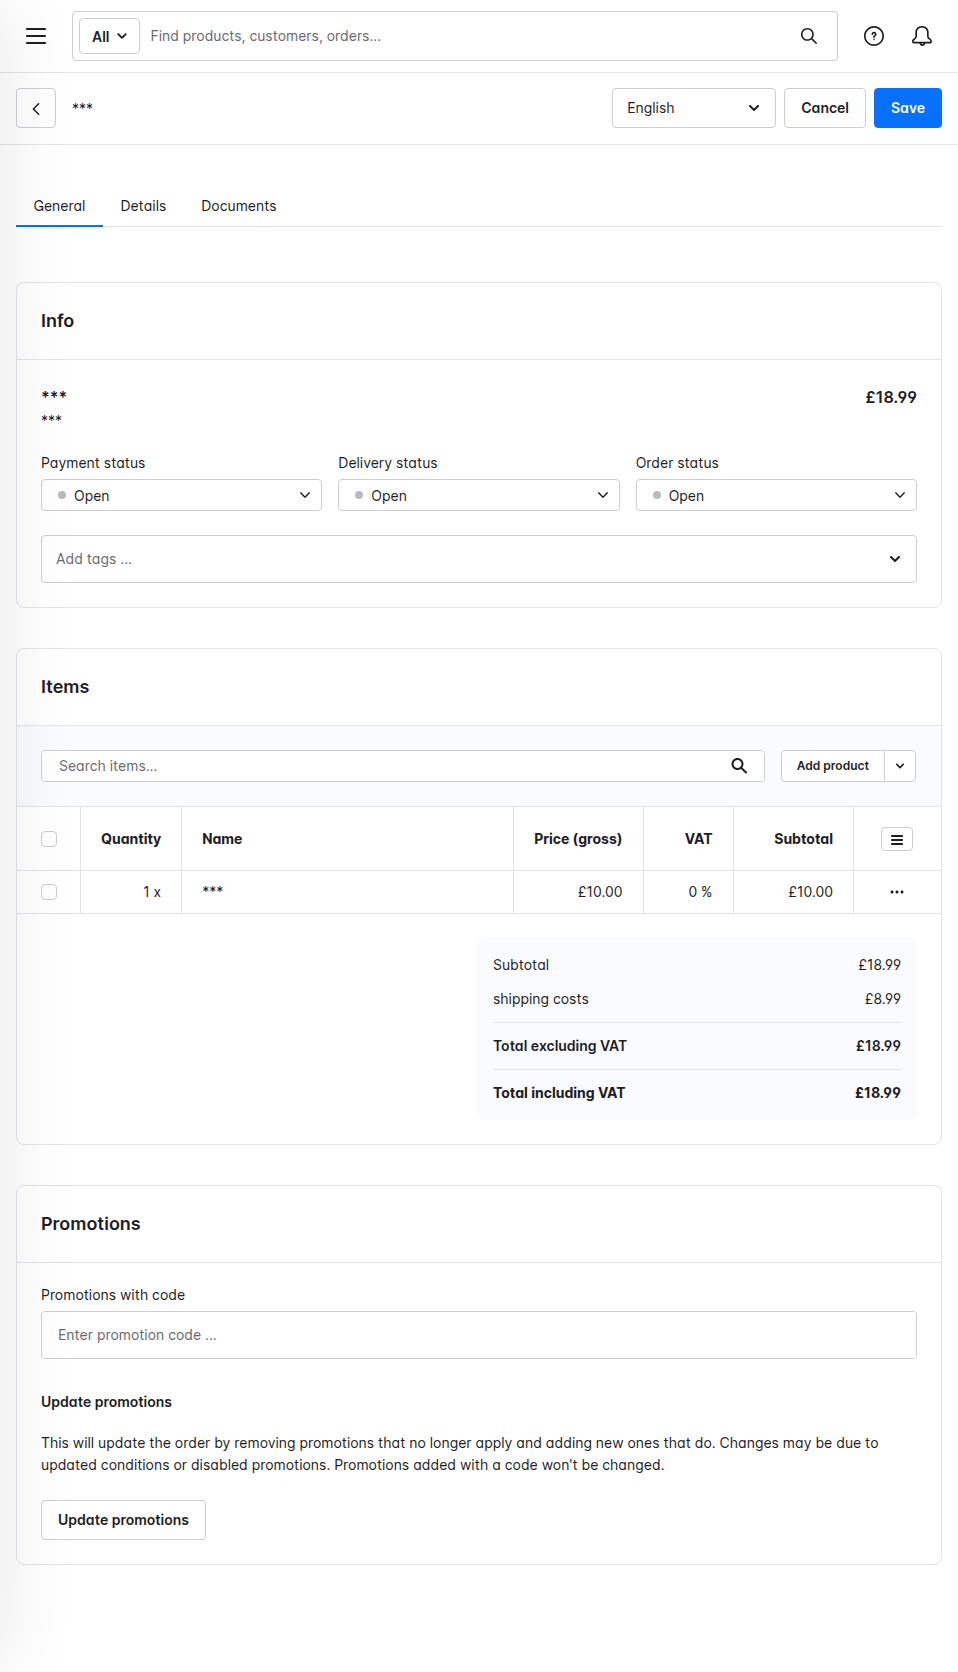 All Find products, customers, orders...
*** English Cancel Save
General Details Documents
Info
*** £18.99
***
Payment status Delivery status Order status
Open Open Open
Add tags ...
Items
Search items... Add product
Quantity Name Price (gross) VAT Subtotal
1 x *** £10.00 0 % £10.00
Subtotal £18.99
shipping costs £8.99
Total excluding VAT £18.99
Total including VAT £18.99
Promotions
Promotions with code
Enter promotion code ...
Update promotions
This will update the order by removing promotions that no longer apply and adding new ones that do. Changes may be due to
updated conditions or disabled promotions. Promotions added with a code won't be changed.
Update promotions